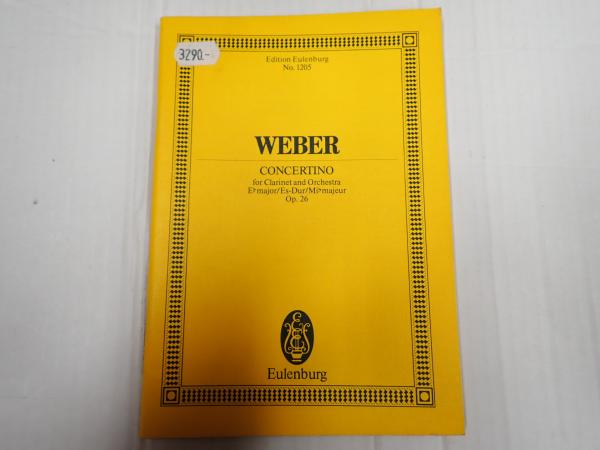 3290.-
Edition Eulenburg
No. 1205
WEBER
CONCERTINO
for Clarinet and Orchestra
E♭major/Es-Dur/Mi♭majeur
Op. 26
Eulenburg